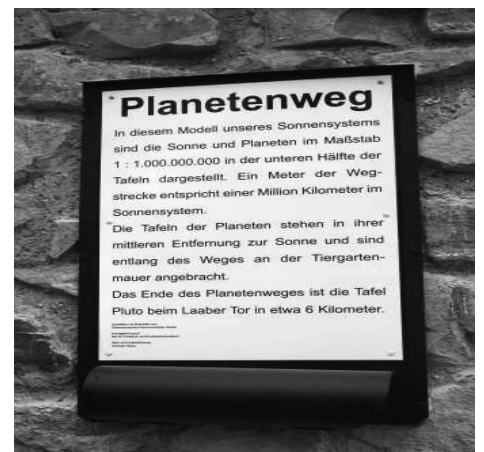 Planetenweg
In diesem Modell unseres Sonnensystems
sind die Sonne und Planeten im Maßstab
1 : 1.000.000.000 in der unteren Hälfte der
Tafeln dargestellt. Ein Meter der Weg-
strecke entspricht einer Million Kilometer im
Sonnensystem.
Die Tafeln der Planeten stehen in ihrer
mittleren Entfernung zur Sonne und sind
entlang des Weges an der Tiergarten-
mauer angebracht.
Das Ende des Planetenweges ist die Tafel
Pluto beim Laaber Tor in etwa 6 Kilometer.